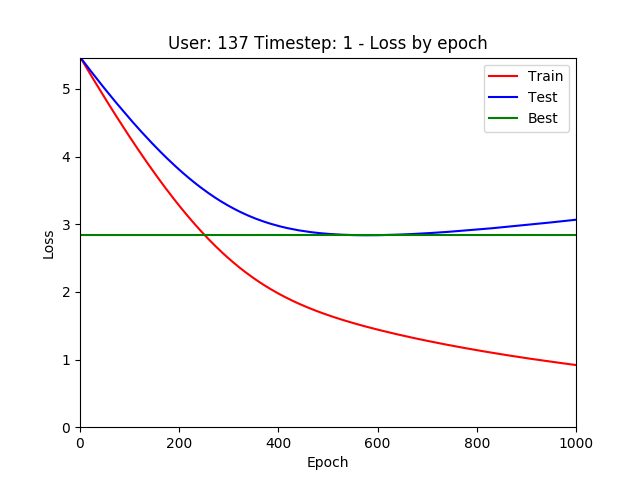 User: 137 Timestep: 1 - Loss by epoch
Train
Test
Best
Loss
5
4
3
2
1
0
0 200 400 600 800 1000
Epoch